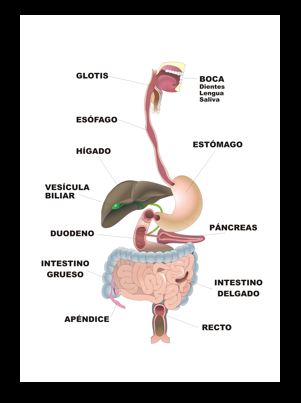 GLOTIS
BOCA
Dientes
Lengua
Saliva
ESÓFAGO
ESTÓMAGO
HÍGADO
VESÍCULA
BILIAR
PÁNCREAS
DUODENO
INTESTINO
GRUESO
INTESTINO
DELGADO
APÉNDICE
RECTO